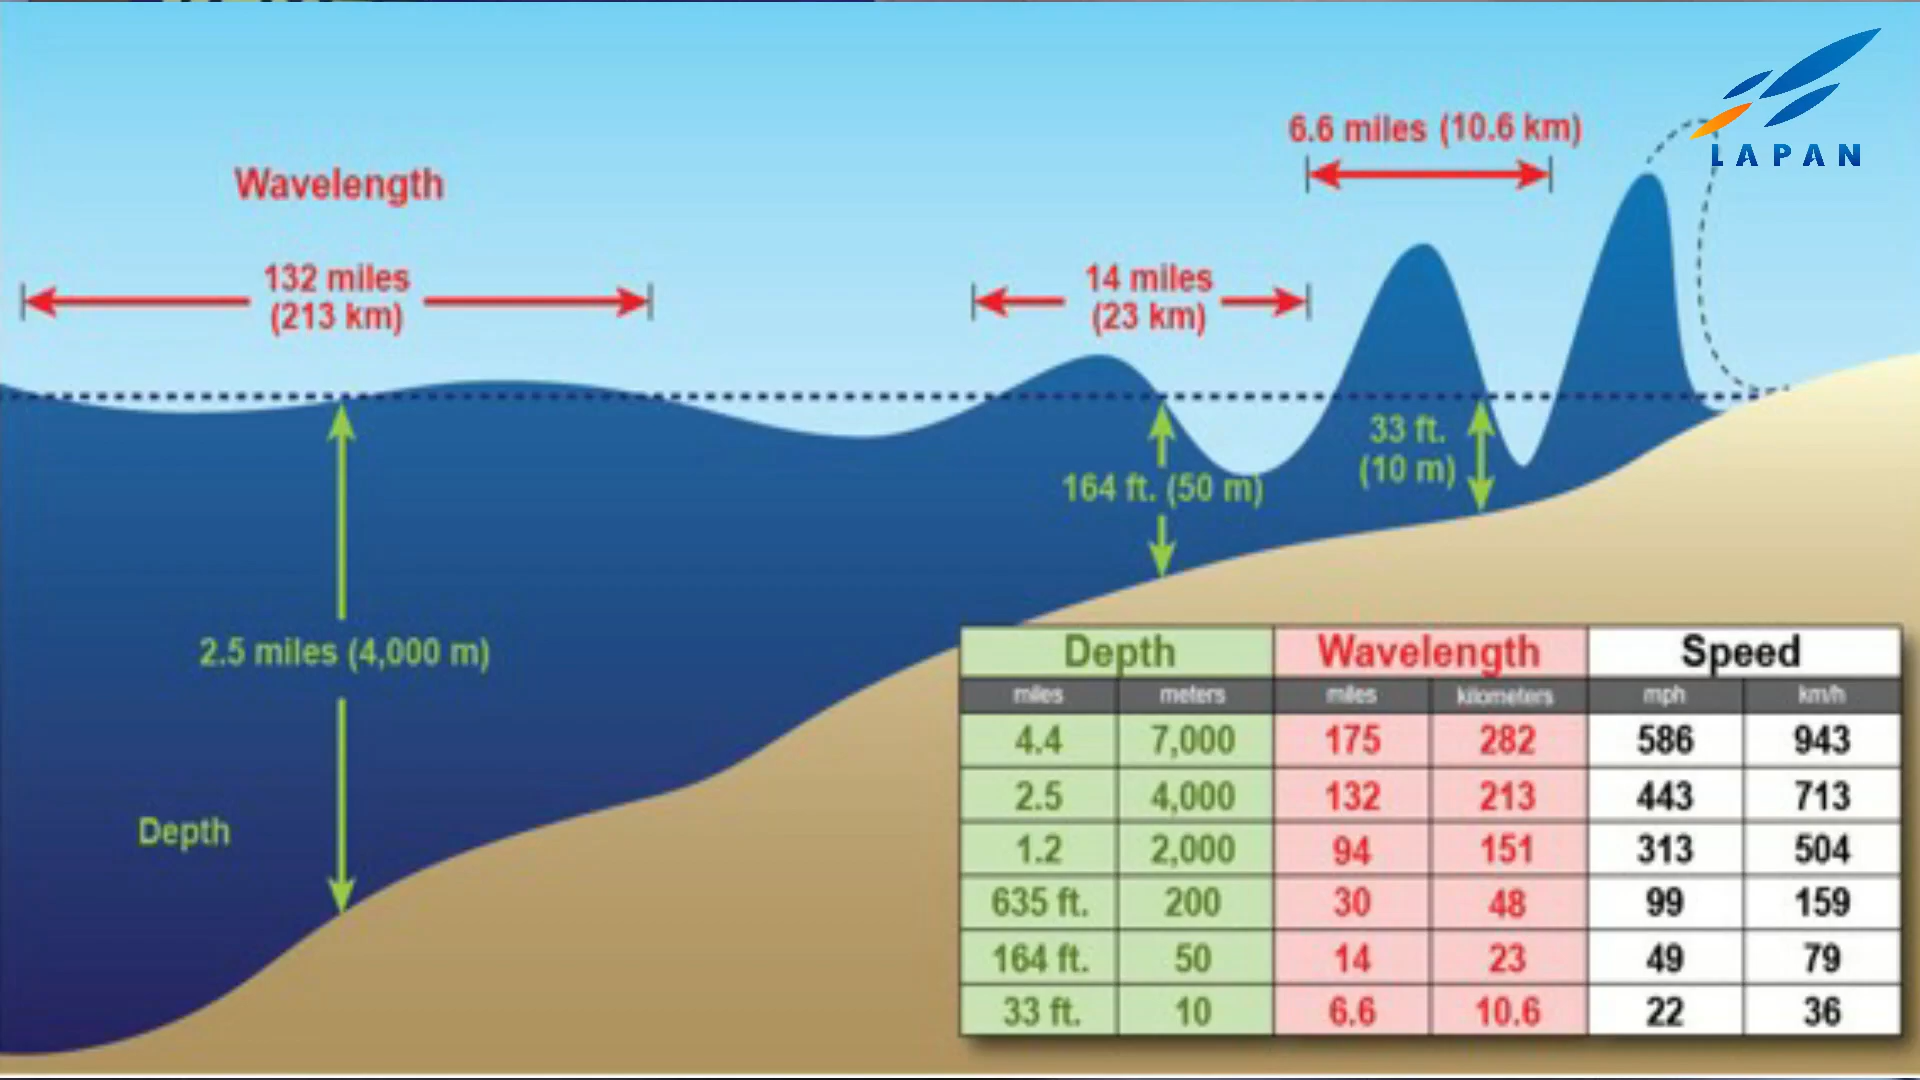 LAPAN
6.6 miles (10.6 km)
Wavelength
132 miles
(213 km)
14 miles
(23 km)
33 ft.
(10 m)
164 ft. (50 m)
2.5 miles (4,000 m)
Depth
Depth Wavelength Speed
miles meters miles kilometers mph km/h
4.4 7,000 175 282 586 943
2.5 4,000 132 213 443 713
1.2 2,000 94 151 313 504
635 ft. 200 30 48 99 159
164 ft. 50 14 23 49 79
33 ft. 10 6.6 10.6 22 36